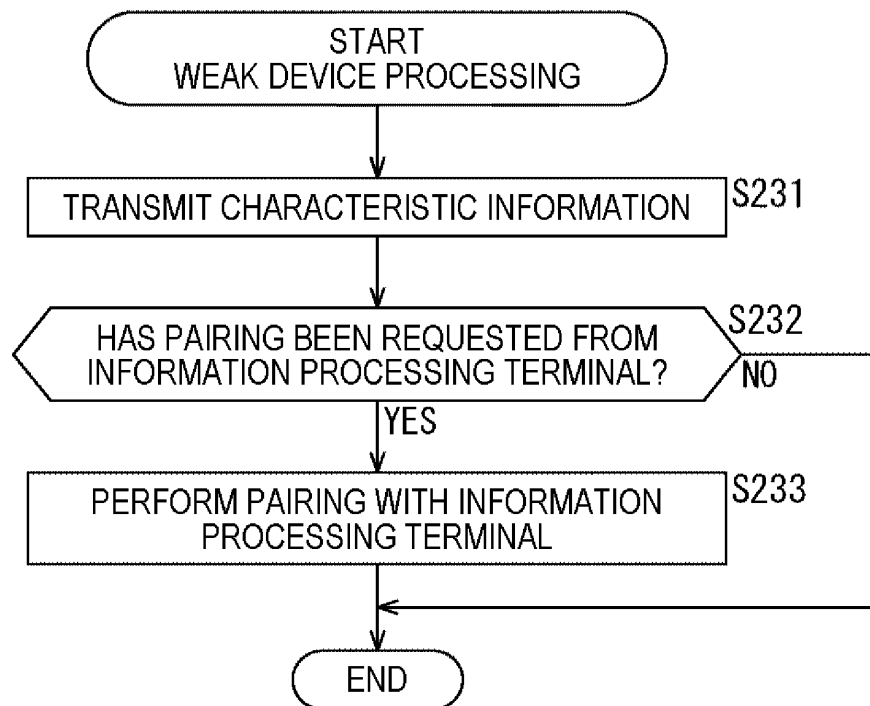 START
WEAK DEVICE PROCESSING
TRANSMIT CHARACTERISTIC INFORMATION
S231
HAS PAIRING BEEN REQUESTED FROM
INFORMATION PROCESSING TERMINAL?
S232
NO
YES
PERFORM PAIRING WITH INFORMATION
PROCESSING TERMINAL
S233
END